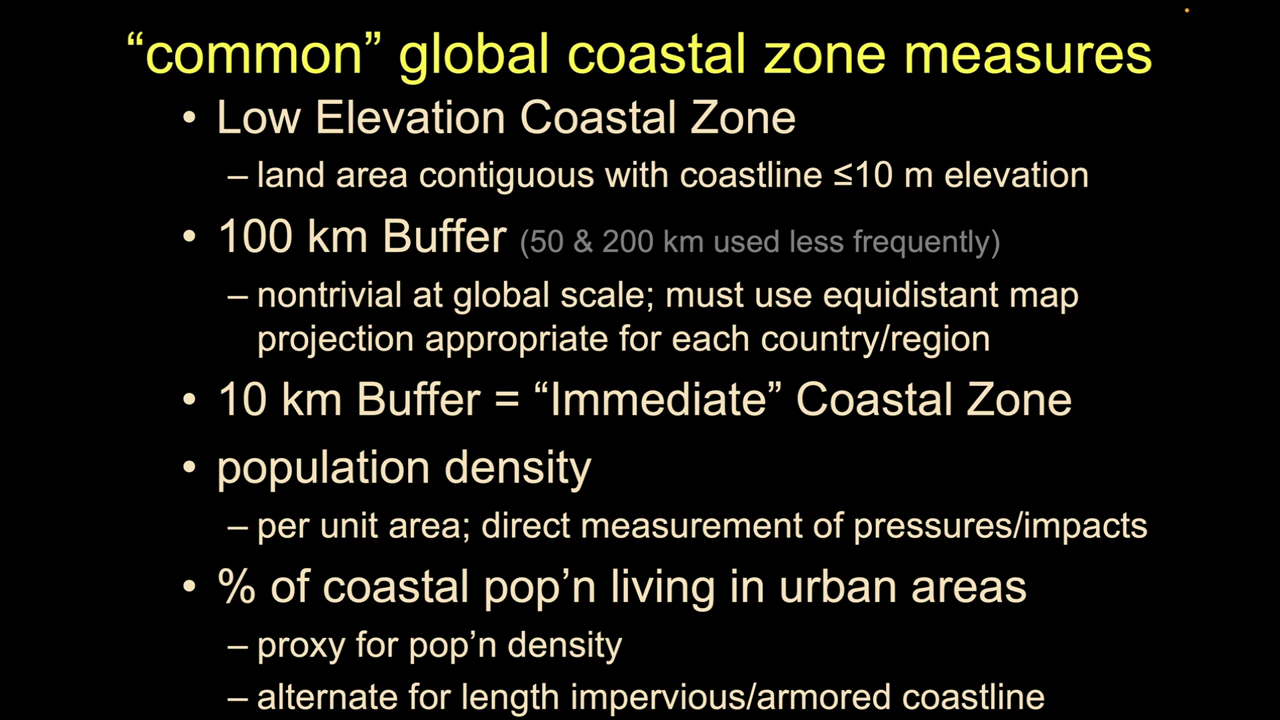 “common” global coastal zone measures
• Low Elevation Coastal Zone
– land area contiguous with coastline ≤10 m elevation
• 100 km Buffer (50 & 200 km used less frequently)
– nontrivial at global scale; must use equidistant map
projection appropriate for each country/region
• 10 km Buffer = “Immediate” Coastal Zone
• population density
– per unit area; direct measurement of pressures/impacts
• % of coastal pop’n living in urban areas
– proxy for pop’n density
– alternate for length impervious/armored coastline